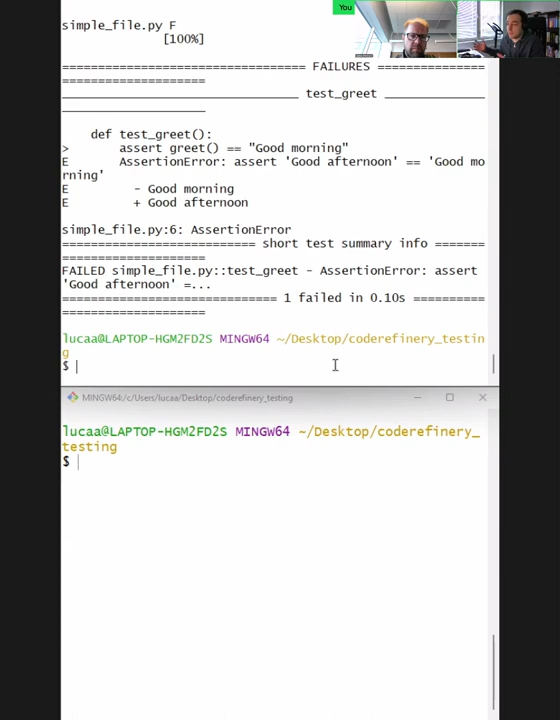 You
simple_file.py F
[100%]
================================== FAILURES ===============
====================
_________________________________ test_greet ______________
____________________
def test_greet():
> assert greet() == "Good morning"
E AssertionError: assert 'Good afternoon' == 'Good mo
rning'
E - Good morning
E + Good afternoon
simple_file.py:6: AssertionError
=========================== short test summary info =======
====================
FAILED simple_file.py::test_greet - AssertionError: assert
'Good afternoon' =...
============================== 1 failed in 0.10s ==========
====================
lucaa@LAPTOP-HGM2FD2S MINGW64 ~/Desktop/coderefinery_testin
g
$
MINGW64:/c/Users/lucaa/Desktop/coderefinery_testing
lucaa@LAPTOP-HGM2FD2S MINGW64 ~/Desktop/coderefinery_
testing
$